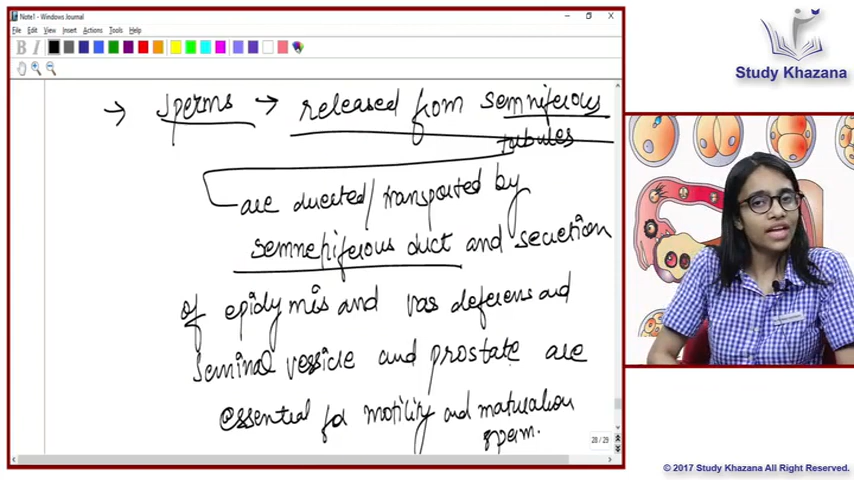 Note1 - Windows Journal
File Edit View Insert Actions Tools Help
B I
→ Sperms → released from semniferous
tubules
are ducted/transported by
semnepiferous duct and secretion
of epidymis and vas deferens and
seminal vessicle and prostate are
essential for motility and maturation
sperm.
28 / 29
Study Khazana
© 2017 Study Khazana All Right Reserved.